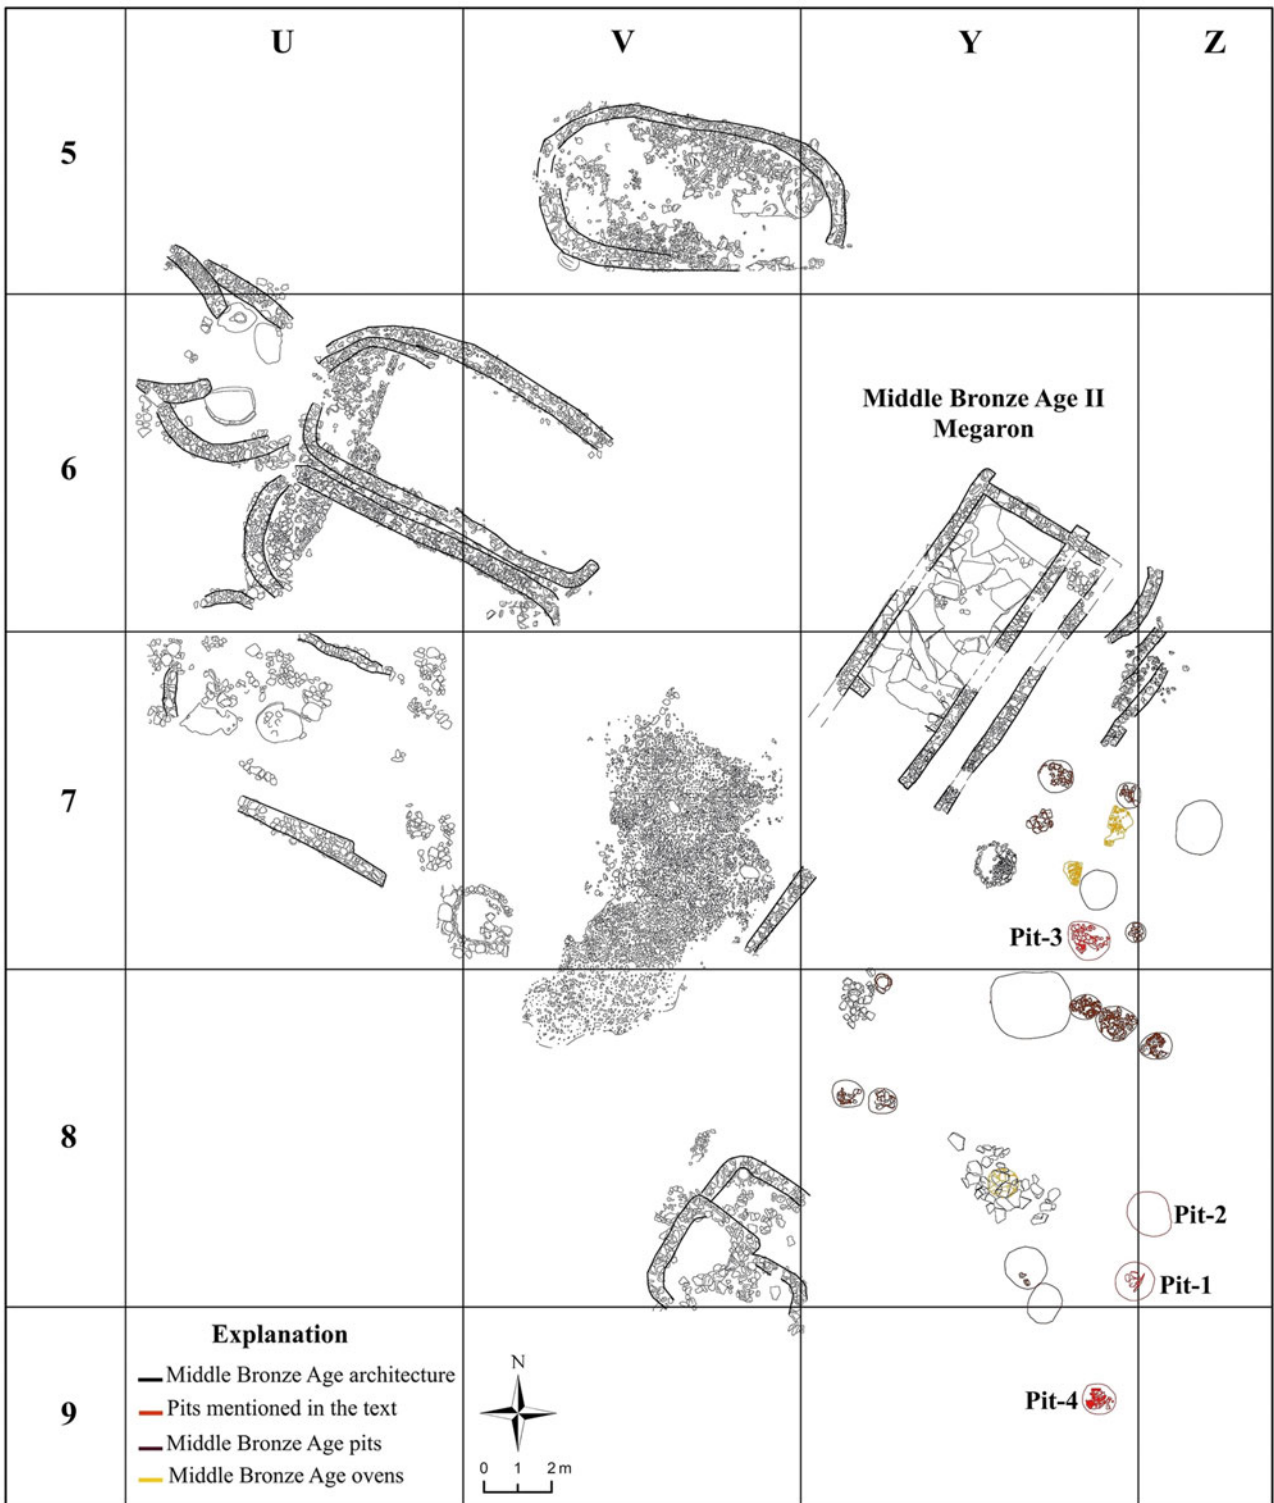 U V Y Z
5
6
Middle Bronze Age II
Megaron
7
Pit-3
8
Pit-2
Pit-1
9
Explanation
Middle Bronze Age architecture
Pits mentioned in the text
Middle Bronze Age pits
Middle Bronze Age ovens
N
0 1 2 m
Pit-4